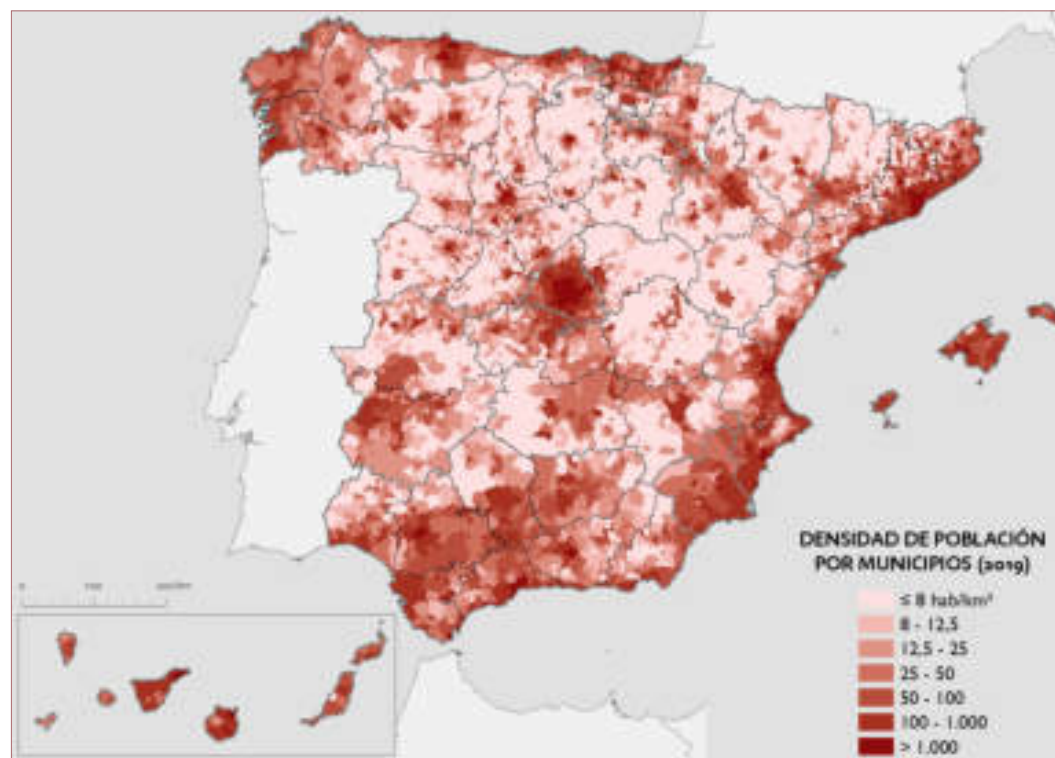 DENSIDAD DE POBLACIÓN
POR MUNICIPIOS (2019)
≤ 8 hab/km²
8 - 12,5
12,5 - 25
25 - 50
50 - 100
100 - 1.000
> 1.000